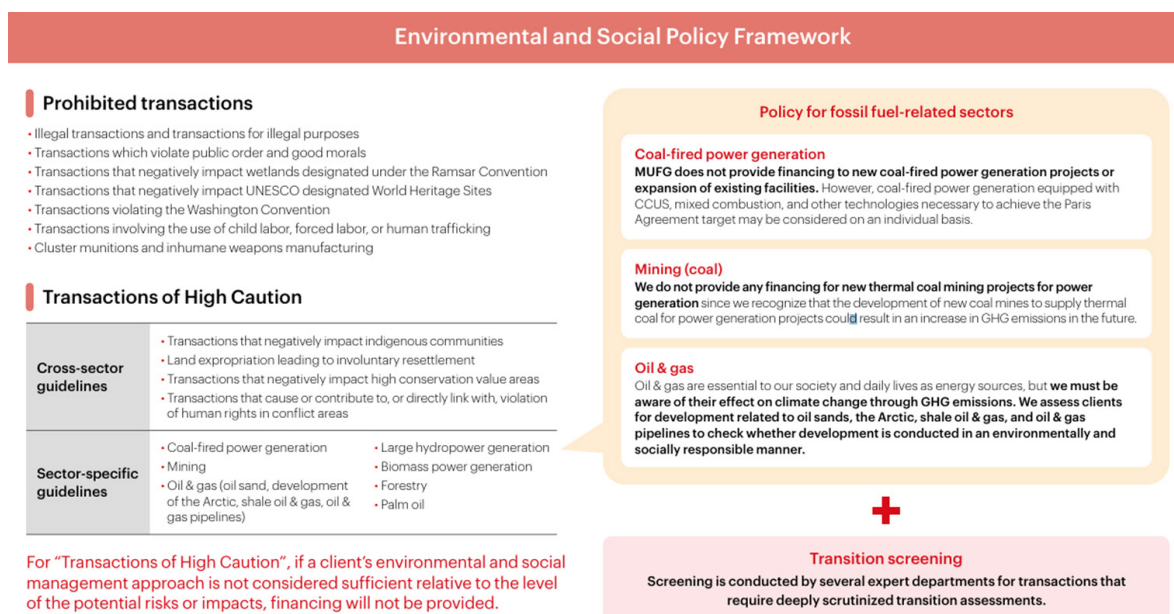 Environmental and Social Policy Framework
Prohibited transactions
• Illegal transactions and transactions for illegal purposes
• Transactions which violate public order and good morals
• Transactions that negatively impact wetlands designated under the Ramsar Convention
• Transactions that negatively impact UNESCO designated World Heritage Sites
• Transactions violating the Washington Convention
• Transactions involving the use of child labor, forced labor, or human trafficking
• Cluster munitions and inhumane weapons manufacturing
Transactions of High Caution
Cross-sector
guidelines
• Transactions that negatively impact indigenous communities
• Land expropriation leading to involuntary resettlement
• Transactions that negatively impact high conservation value areas
• Transactions that cause or contribute to, or directly link with, violation
of human rights in conflict areas
Sector-specific
guidelines
• Coal-fired power generation
• Mining
• Oil & gas (oil sand, development
of the Arctic, shale oil & gas, oil &
gas pipelines)
• Large hydropower generation
• Biomass power generation
• Forestry
• Palm oil
For “Transactions of High Caution”, if a client’s environmental and social
management approach is not considered sufficient relative to the level
of the potential risks or impacts, financing will not be provided.
Policy for fossil fuel-related sectors
Coal-fired power generation
MUFG does not provide financing to new coal-fired power generation projects or
expansion of existing facilities. However, coal-fired power generation equipped with
CCUS, mixed combustion, and other technologies necessary to achieve the Paris
Agreement target may be considered on an individual basis.
Mining (coal)
We do not provide any financing for new thermal coal mining projects for power
generation since we recognize that the development of new coal mines to supply thermal
coal for power generation projects could result in an increase in GHG emissions in the future.
Oil & gas
Oil & gas are essential to our society and daily lives as energy sources, but we must be
aware of their effect on climate change through GHG emissions. We assess clients
for development related to oil sands, the Arctic, shale oil & gas, and oil & gas
pipelines to check whether development is conducted in an environmentally and
socially responsible manner.
+
Transition screening
Screening is conducted by several expert departments for transactions that
require deeply scrutinized transition assessments.